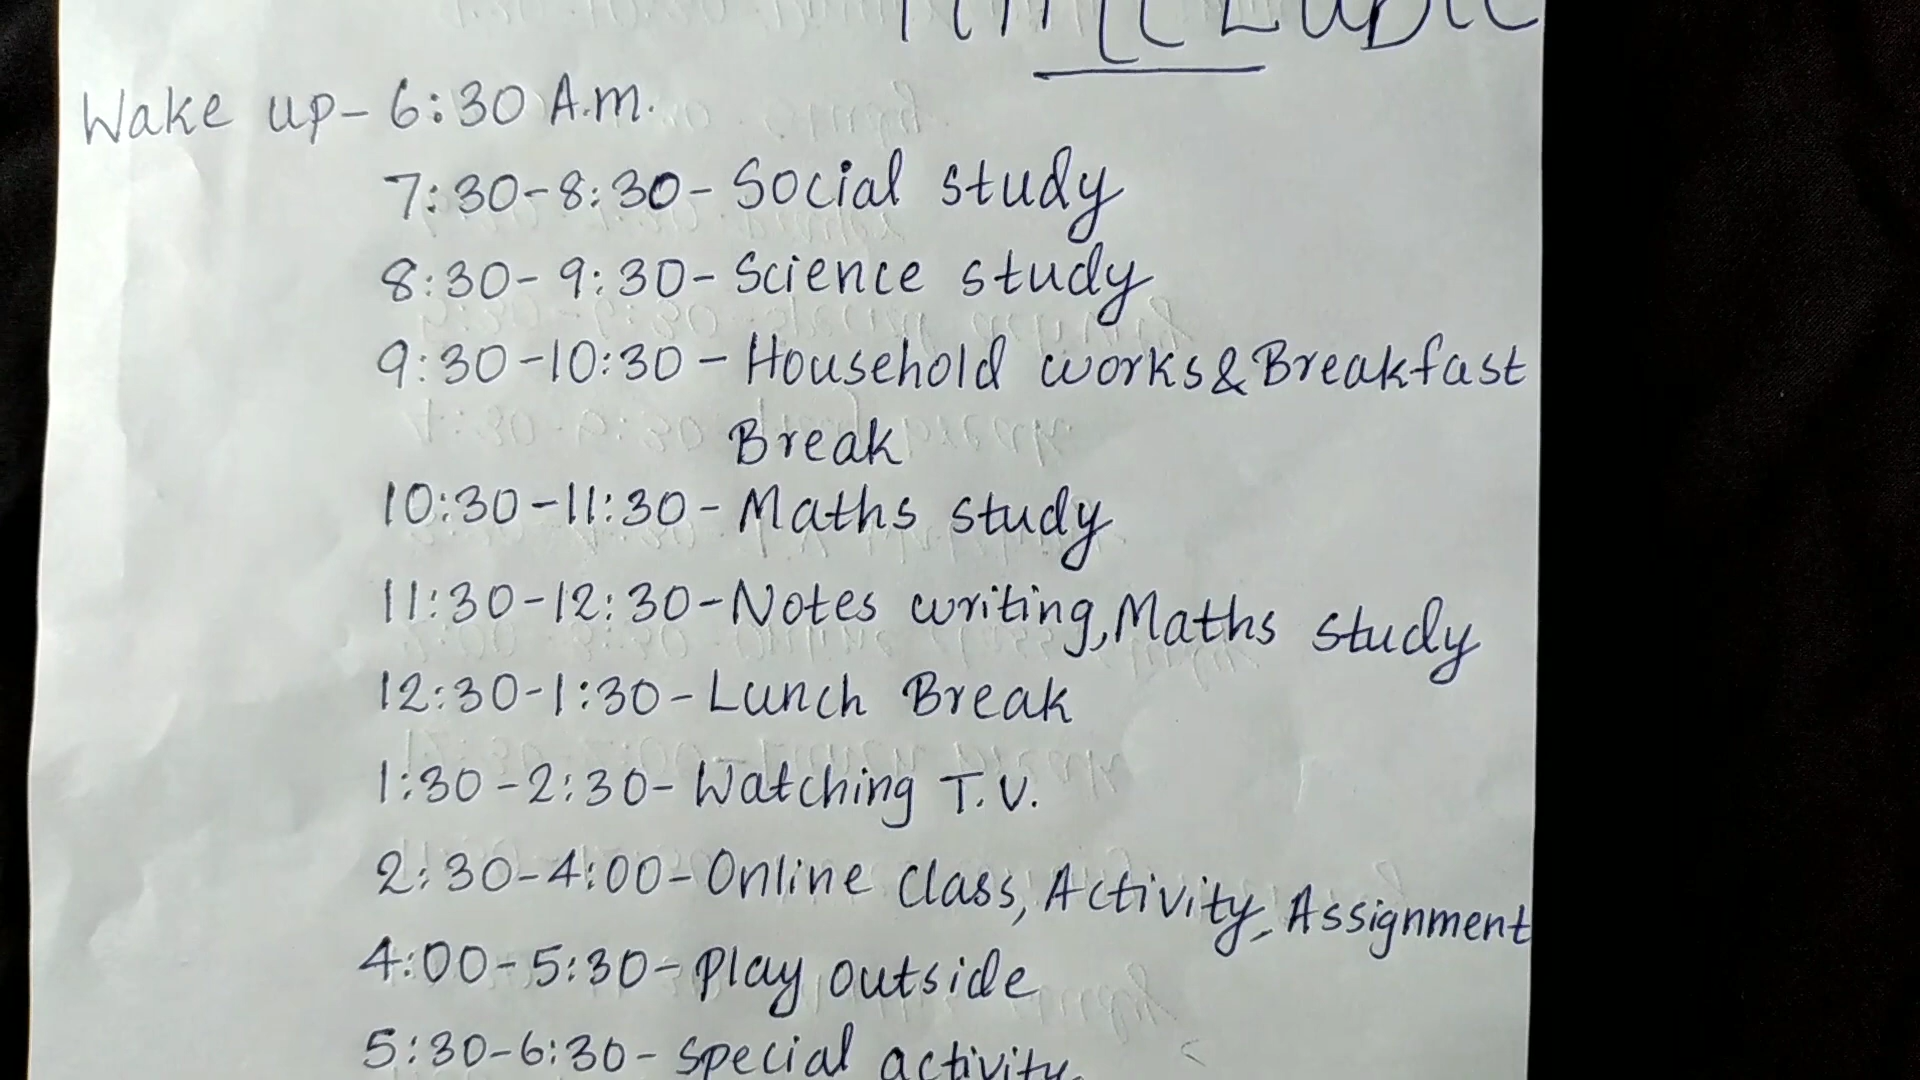 Wake up - 6:30 A.m.
7:30-8:30- Social study
8:30-9:30- Science study
9:30-10:30 - Household works & Breakfast
Break
10:30-11:30- Maths study
11:30-12:30-Notes writing, Maths study
12:30-1:30-Lunch Break
1:30-2:30- Watching T.V.
2:30-4:00-Online class, Activity, Assignment
4:00-5:30-Play outside
5:30-6:30- special activity